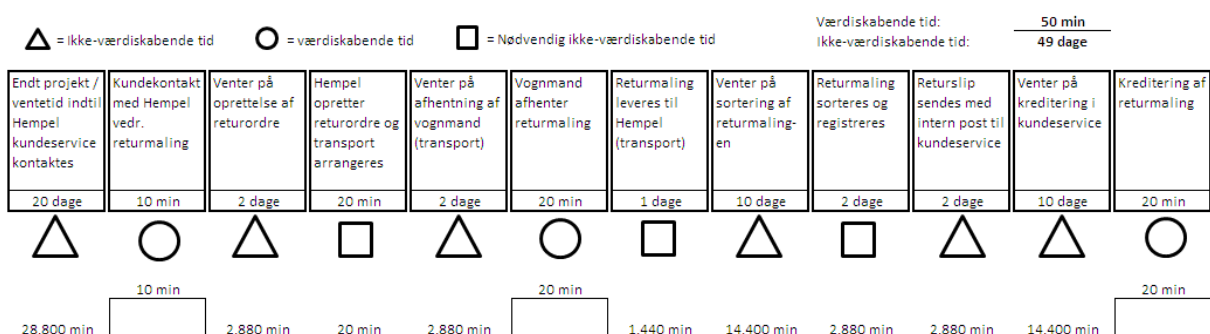 Værdiskabende tid: 50 min
= Ikke-værdiskabende tid = værdiskabende tid = Nødvendig ikke-værdiskabende tid
Ikke-værdiskabende tid: 49 dage
Endt projekt /
ventetid indtil
Hempel
kundeservice
kontaktes
Kundekontakt
med Hempel
vedr.
returmaling
Venter på
oprettelse af
returordre
Hempel
opretter
returordre og
transport
arrangeres
Venter på
afhentning af
vognmand
(transport)
Vognmand
afhenter
returmaling
Returmaling
leveres til
Hempel
(transport)
Venter på
sortering af
returmaling-
en
Returmaling
sorteres og
registreres
Returslip
sendes med
intern post til
kundeservice
Venter på
kreditering i
kundeservice
Kreditering af
returmaling
20 dage 10 min 2 dage 20 min 2 dage 20 min 1 dage 10 dage 2 dage 2 dage 10 dage 20 min
10 min 20 min 20 min
28.800 min 2.880 min 20 min 2.880 min 1.440 min 14.400 min 2.880 min 2.880 min 14.400 min